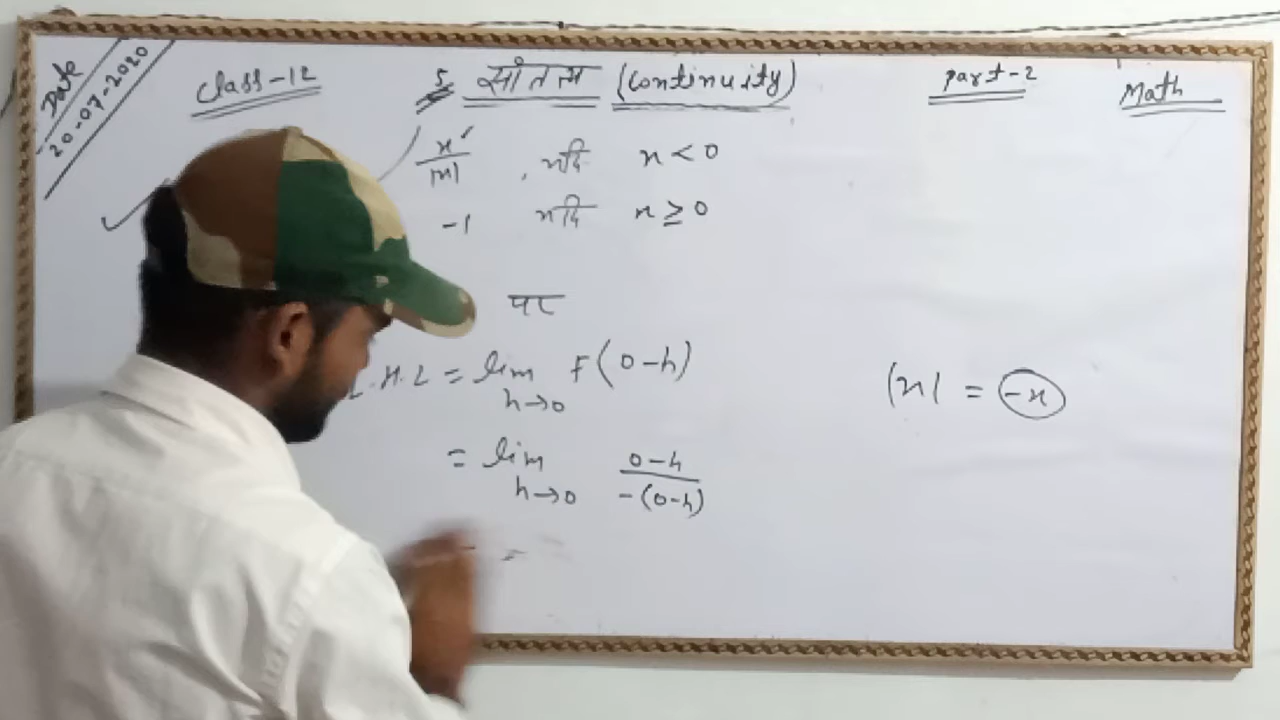 Date
20-07-2020
Class-12
5. सांतत्य (Continuity)
part-2
Math
x/|x| , यदि x < 0
-1 यदि x ≥ 0
पर
L.H.L = lim h→0 F(0-h)
|x| = -x
= lim h→0 0-h/-(0-h)
=